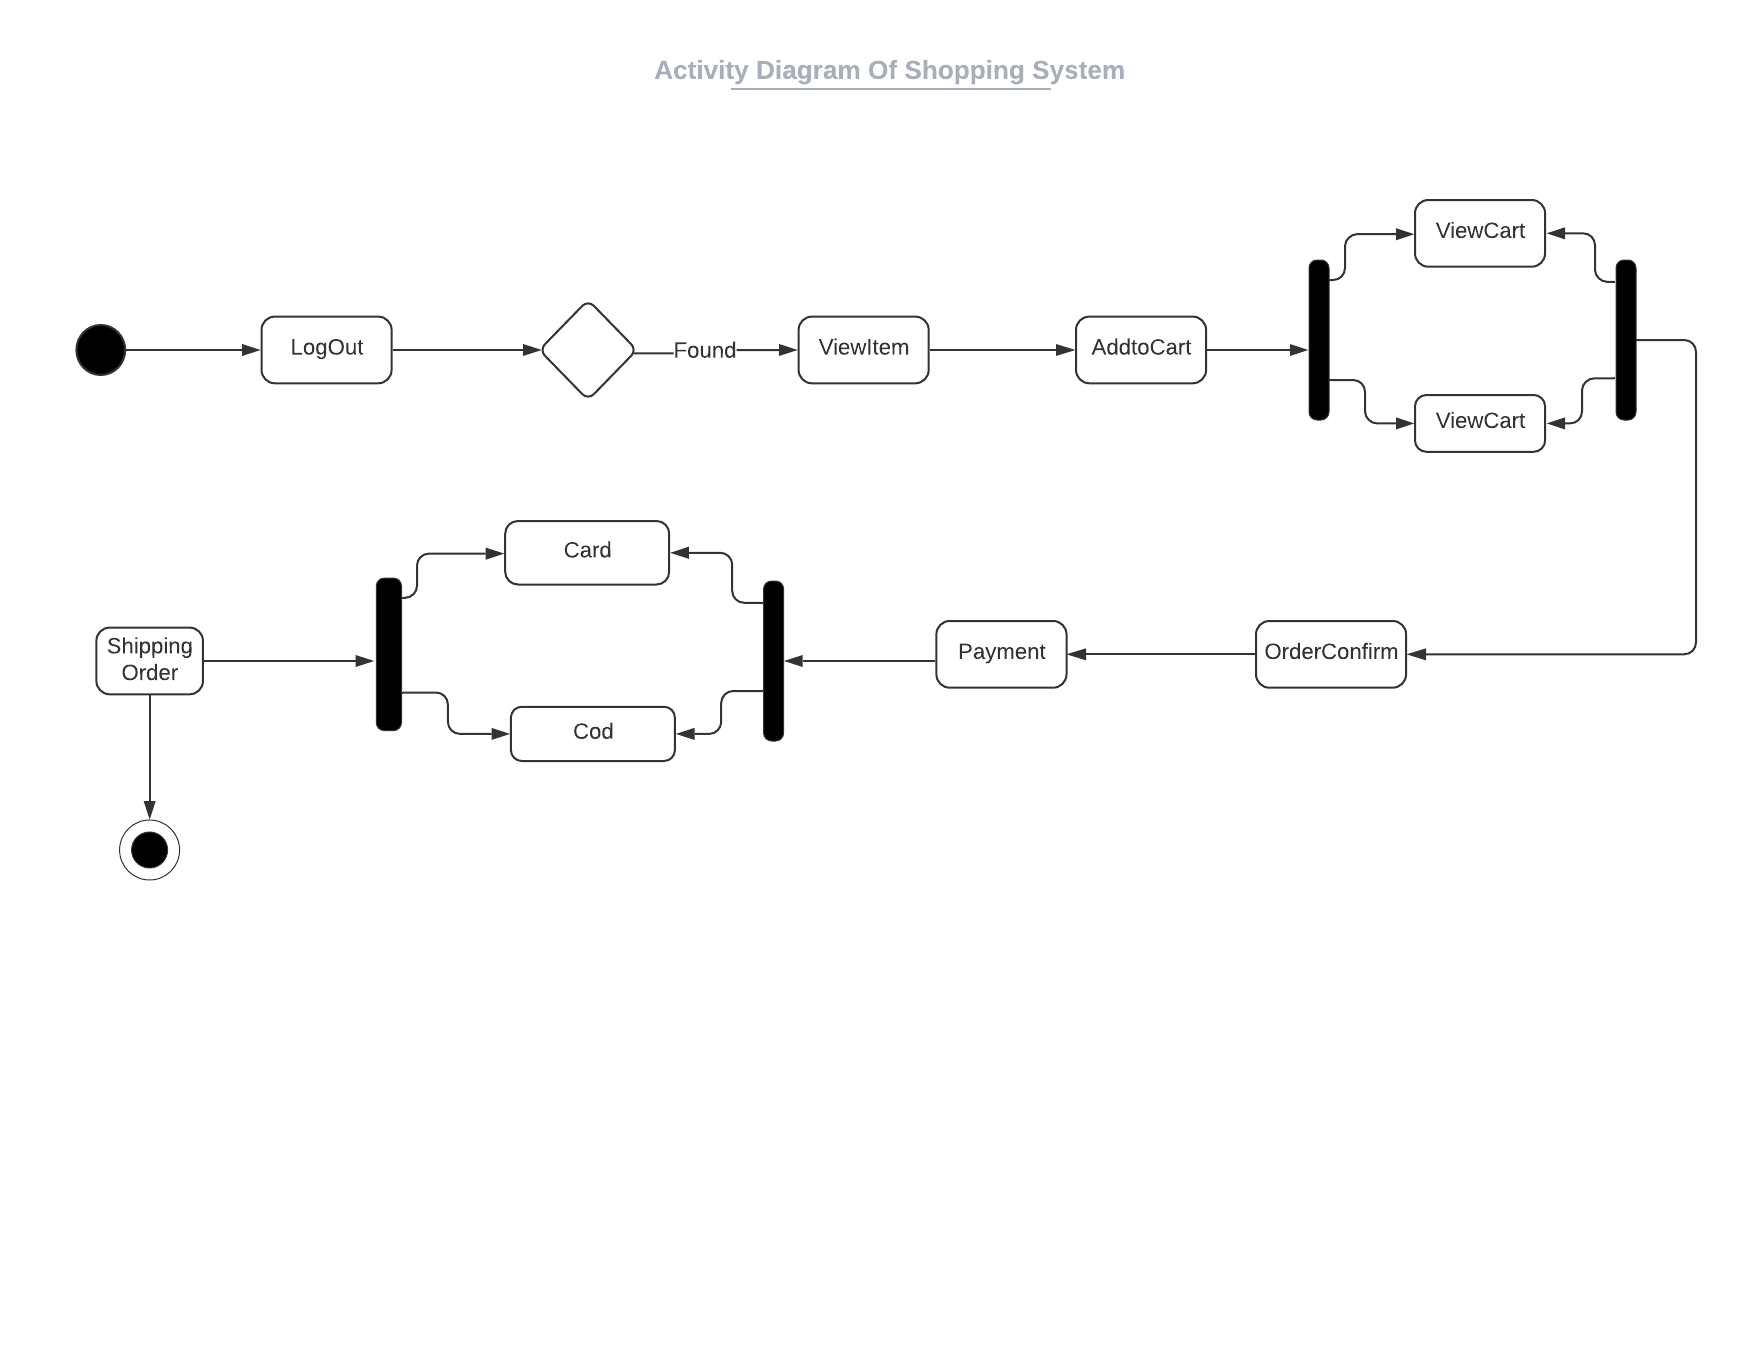 Activity Diagram Of Shopping System
ViewCart
LogOut
Found
ViewItem
AddtoCart
ViewCart
Card
Shipping
Order
Payment
OrderConfirm
Cod